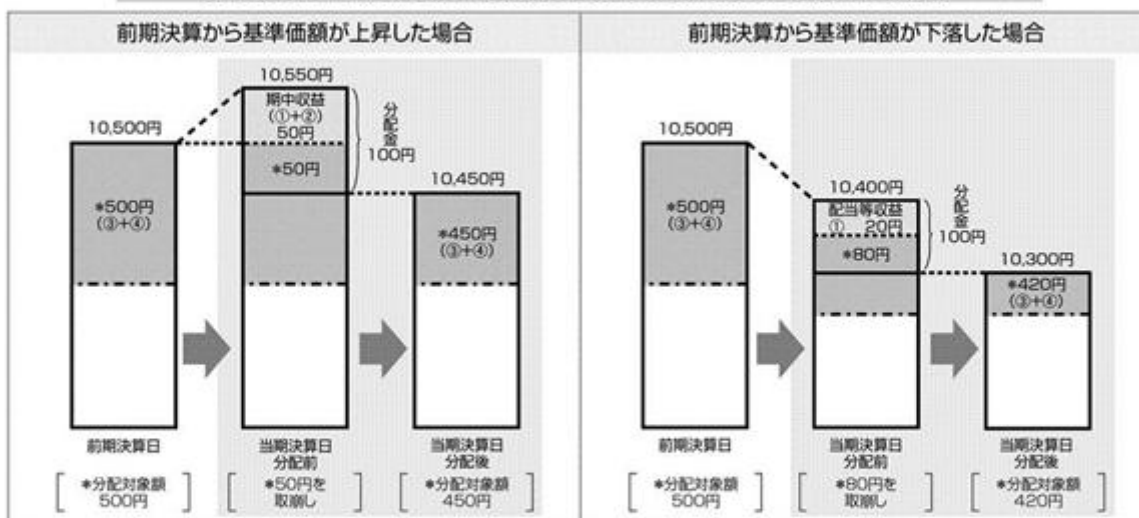 前期決算から基準価額が上昇した場合
10,550円
期中収益
(①+②)
50円
分配金
100円
10,500円
*50円
10,450円
*500円
(③+④)
*450円
(③+④)
前期決算日
当期決算日
分配前
当期決算日
分配後
*分配対象額
500円
*50円を
取崩し
*分配対象額
450円
前期決算から基準価額が下落した場合
10,500円
10,400円
配当等収益
① 20円
分配金
100円
*80円
*500円
(③+④)
10,300円
*420円
(③+④)
前期決算日
当期決算日
分配前
当期決算日
分配後
*分配対象額
500円
*80円を
取崩し
*分配対象額
420円